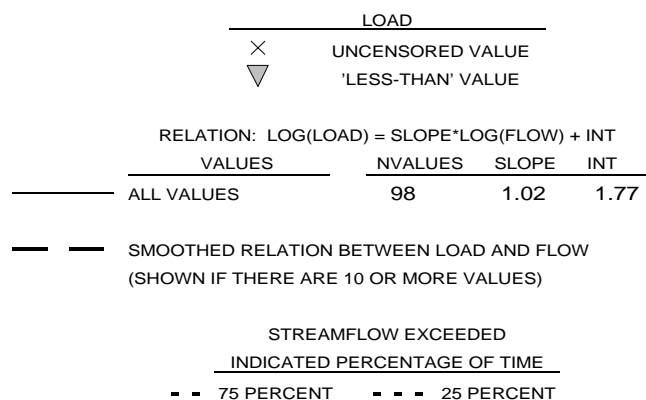 LOAD
UNCENSORED VALUE
'LESS-THAN' VALUE
RELATION: LOG(LOAD) = SLOPE*LOG(FLOW) + INT
VALUES NVALUES SLOPE INT
ALL VALUES 98 1.02 1.77
SMOOTHED RELATION BETWEEN LOAD AND FLOW
(SHOWN IF THERE ARE 10 OR MORE VALUES)
STREAMFLOW EXCEEDED
INDICATED PERCENTAGE OF TIME
75 PERCENT 25 PERCENT